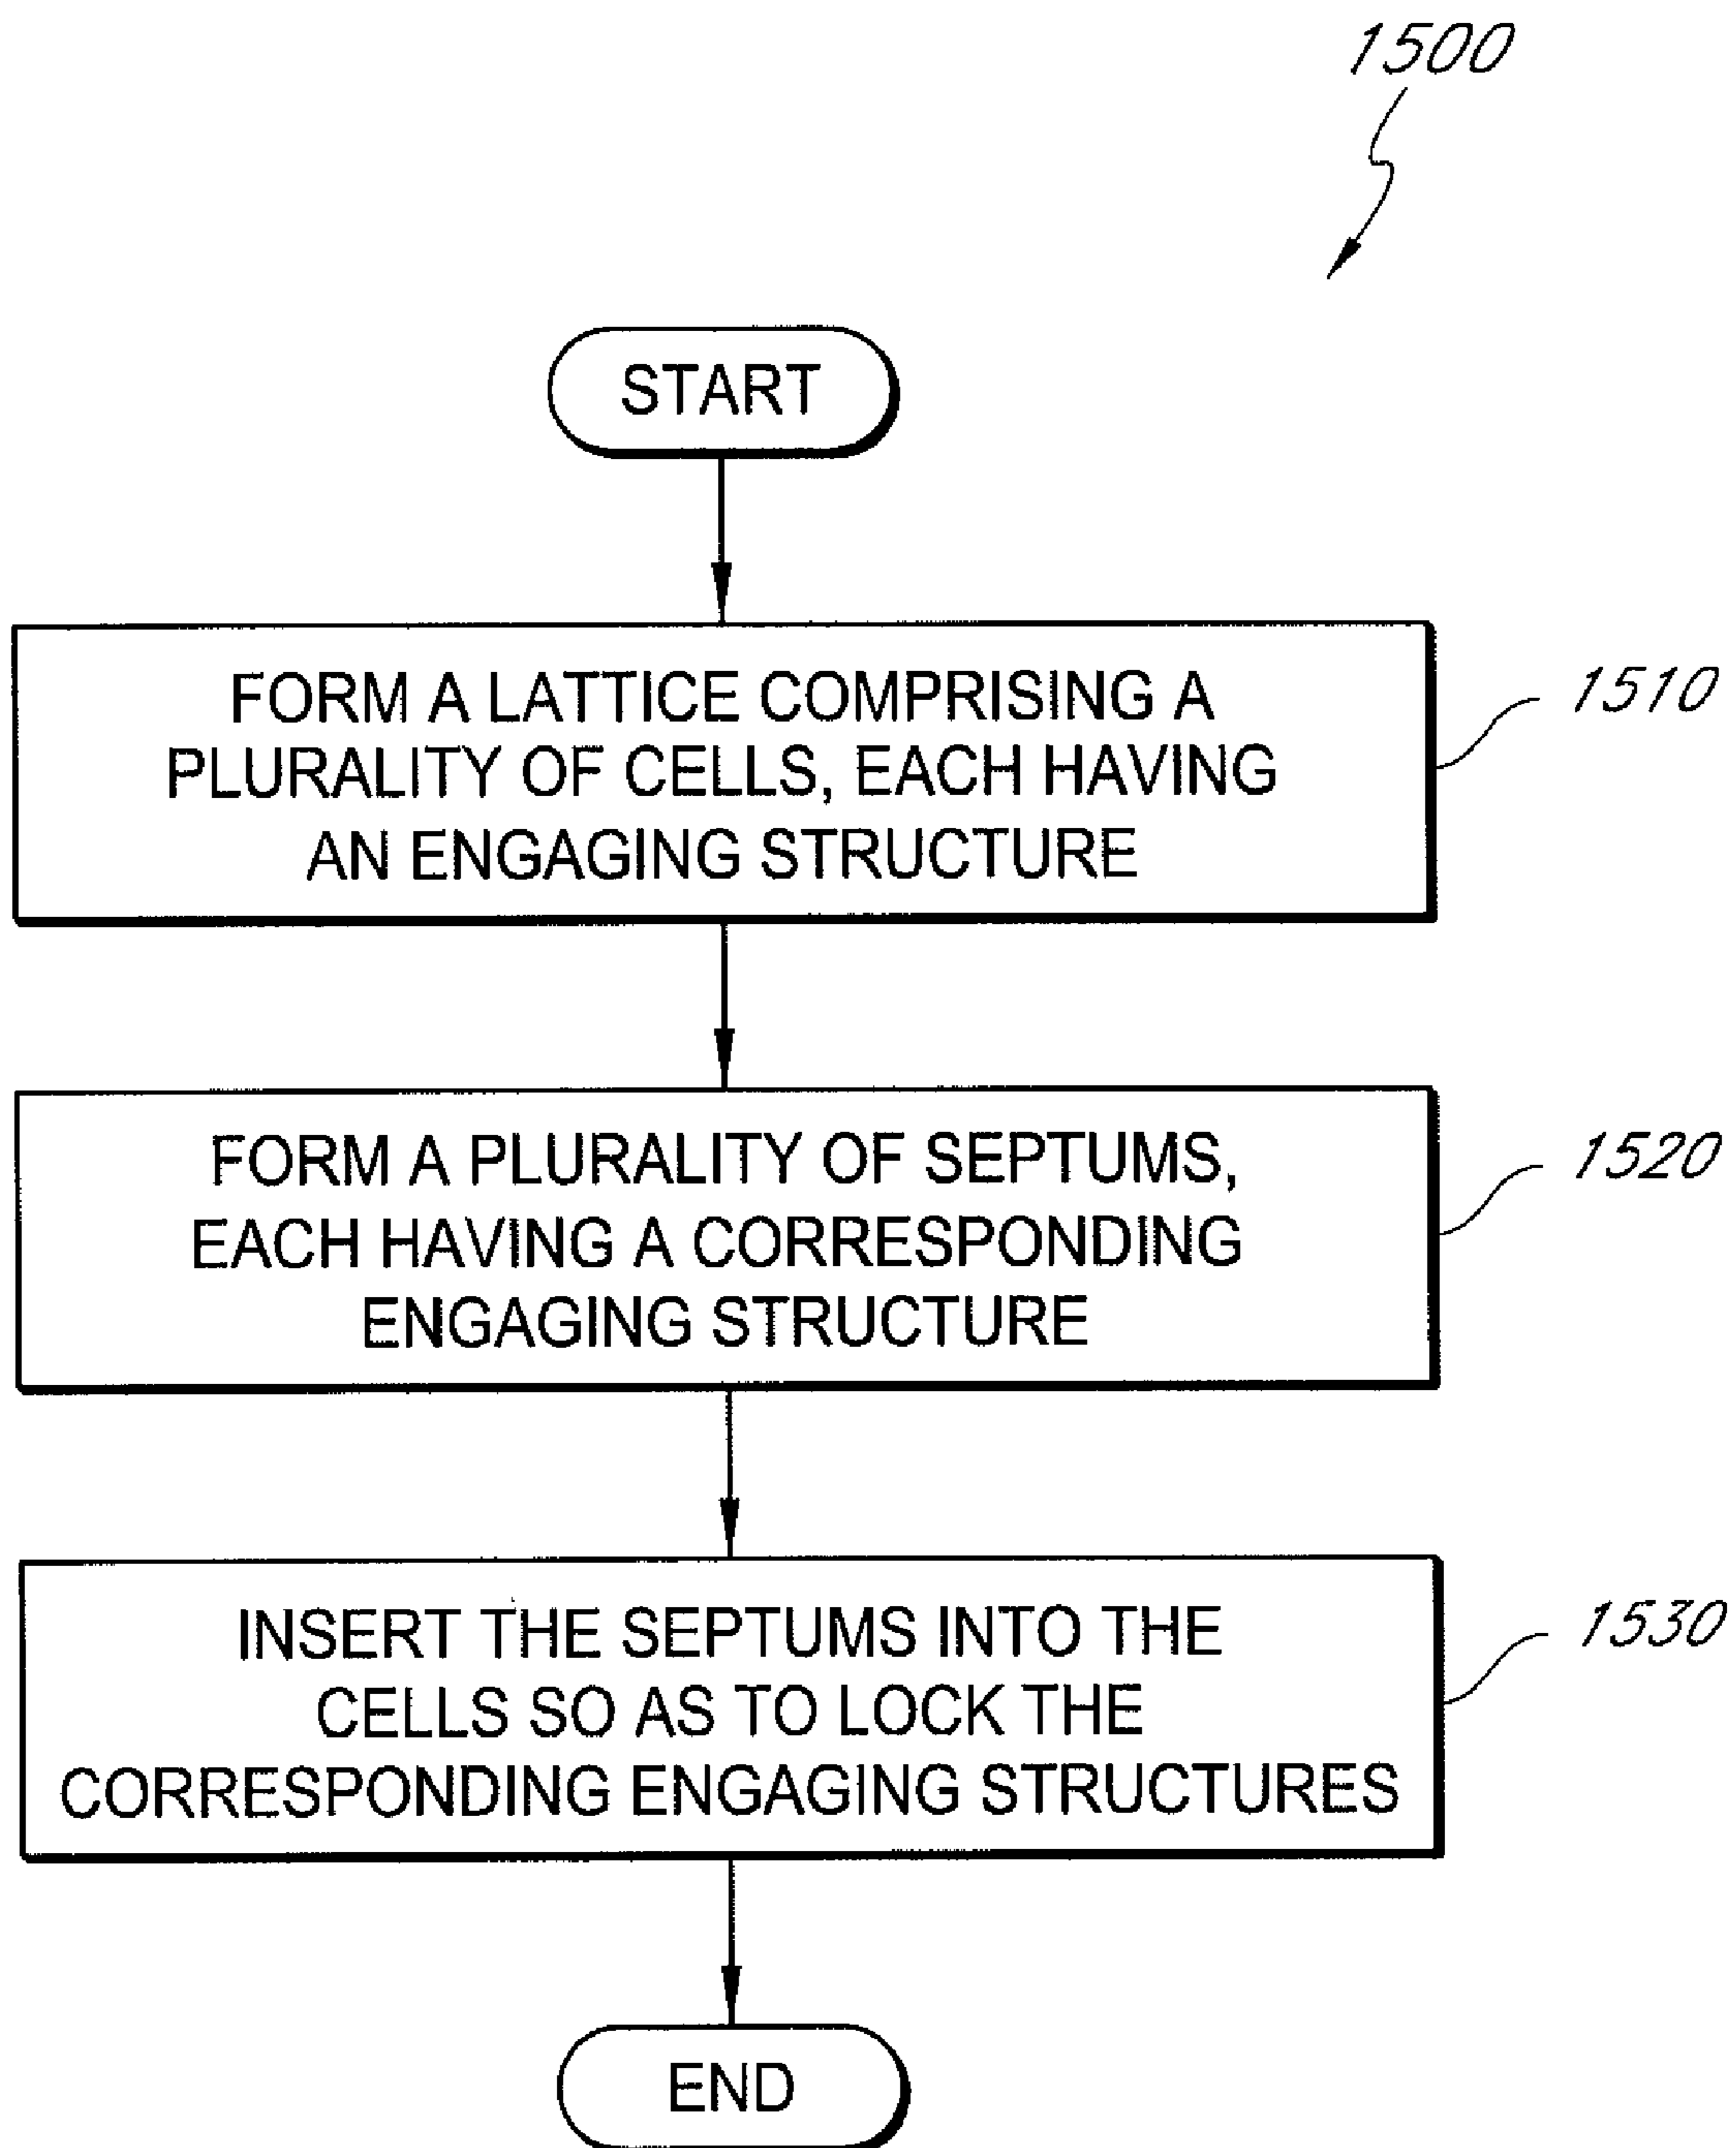 1500
START
FORM A LATTICE COMPRISING A
PLURALITY OF CELLS, EACH HAVING
AN ENGAGING STRUCTURE
1510
FORM A PLURALITY OF SEPTUMS,
EACH HAVING A CORRESPONDING
ENGAGING STRUCTURE
1520
INSERT THE SEPTUMS INTO THE
CELLS SO AS TO LOCK THE
CORRESPONDING ENGAGING STRUCTURES
1530
END